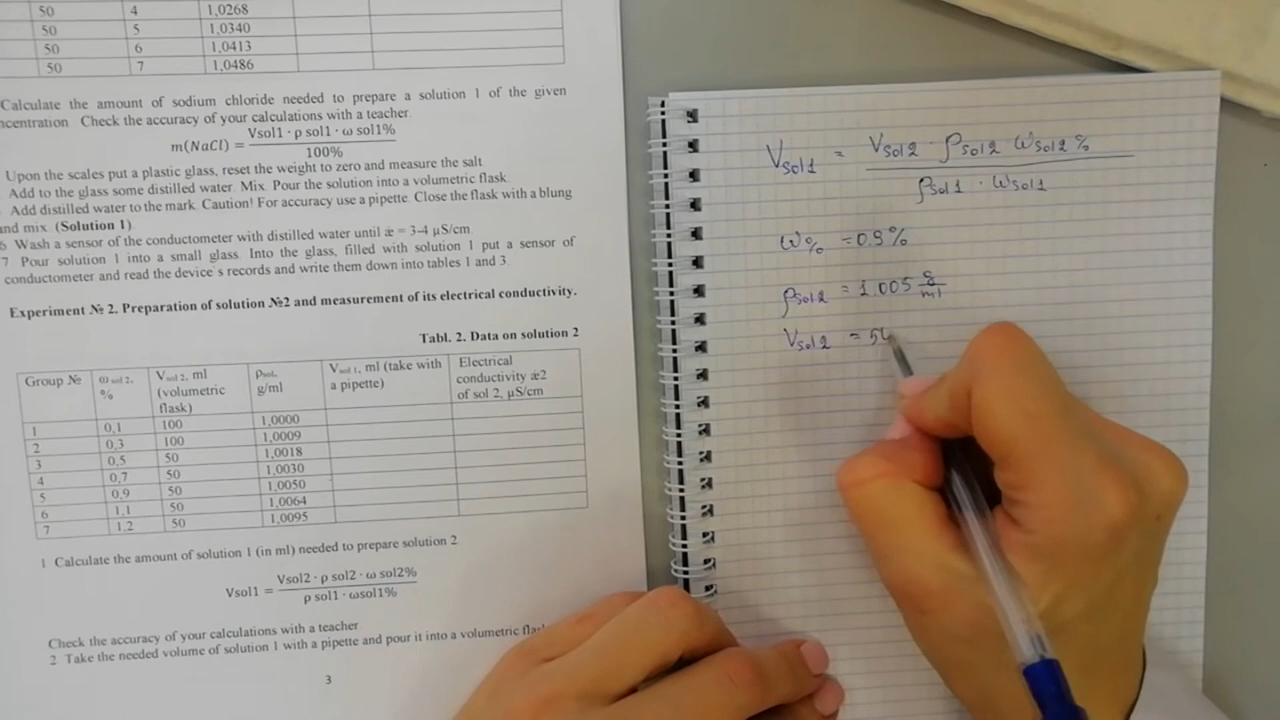 50 4 1,0268
50 5 1,0340
50 6 1,0413
50 7 1,0486
Calculate the amount of sodium chloride needed to prepare a solution 1 of the given
ncentration. Check the accuracy of your calculations with a teacher.
m(NaCl) = Vsol1 · ρ sol1 · ω sol1% / 100%
Upon the scales put a plastic glass, reset the weight to zero and measure the salt.
Add to the glass some distilled water. Mix. Pour the solution into a volumetric flask.
Add distilled water to the mark. Caution! For accuracy use a pipette. Close the flask with a blung
and mix. (Solution 1).
6 Wash a sensor of the conductometer with distilled water until æ = 3-4 µS/cm.
7. Pour solution 1 into a small glass. Into the glass, filled with solution 1 put a sensor of
conductometer and read the device's records and write them down into tables 1 and 3.
Experiment № 2. Preparation of solution №2 and measurement of its electrical conductivity.
Tabl. 2. Data on solution 2
Group № ω sol 2, % V sol 2, ml (volumetric flask) ρsol, g/ml V sol 1, ml (take with a pipette) Electrical conductivity æ2 of sol 2, µS/cm
1 0,1 100 1,0000
2 0,3 100 1,0009
3 0,5 50 1,0018
4 0,7 50 1,0030
5 0,9 50 1,0050
6 1,1 50 1,0064
7 1,2 50 1,0095
1 Calculate the amount of solution 1 (in ml) needed to prepare solution 2
Vsol1 = Vsol2 · ρ sol2 · ω sol2% / ρ sol1 · ωsol1%
Check the accuracy of your calculations with a teacher
2 Take the needed volume of solution 1 with a pipette and pour it into a volumetric
3
Vsol1 = Vsol2 · ρsol2 ωsol2% / ρsol1 · ωsol1
ω% = 0.9%
ρsol2 = 1.005 g/ml
Vsol2 = 50